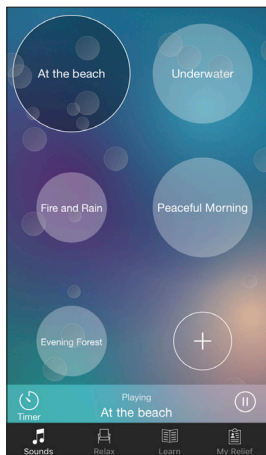 At the beach
Underwater
Fire and Rain
Peaceful Morning
Evening Forest
+
Timer
Playing
At the beach
Sounds
Relax
Learn
My Relief